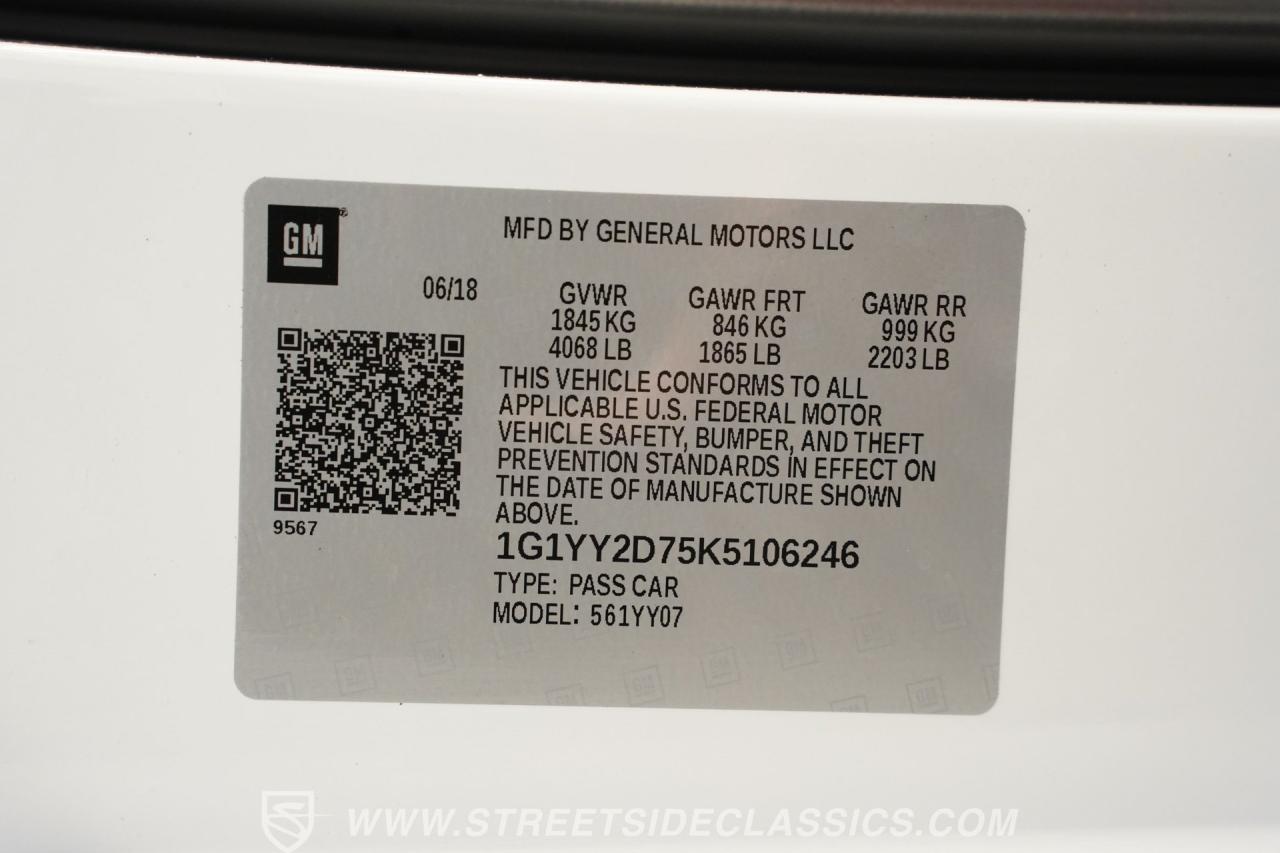 GM
MFD BY GENERAL MOTORS LLC
06/18
GVWR GAWR FRT GAWR RR
1845 KG 846 KG 999 KG
4068 LB 1865 LB 2203 LB
THIS VEHICLE CONFORMS TO ALL
APPLICABLE U.S. FEDERAL MOTOR
VEHICLE SAFETY, BUMPER, AND THEFT
PREVENTION STANDARDS IN EFFECT ON
THE DATE OF MANUFACTURE SHOWN
ABOVE.
9567
1G1YY2D75K5106246
TYPE: PASS CAR
MODEL: 561YY07
WWW.STREETSIDECLASSICS.COM